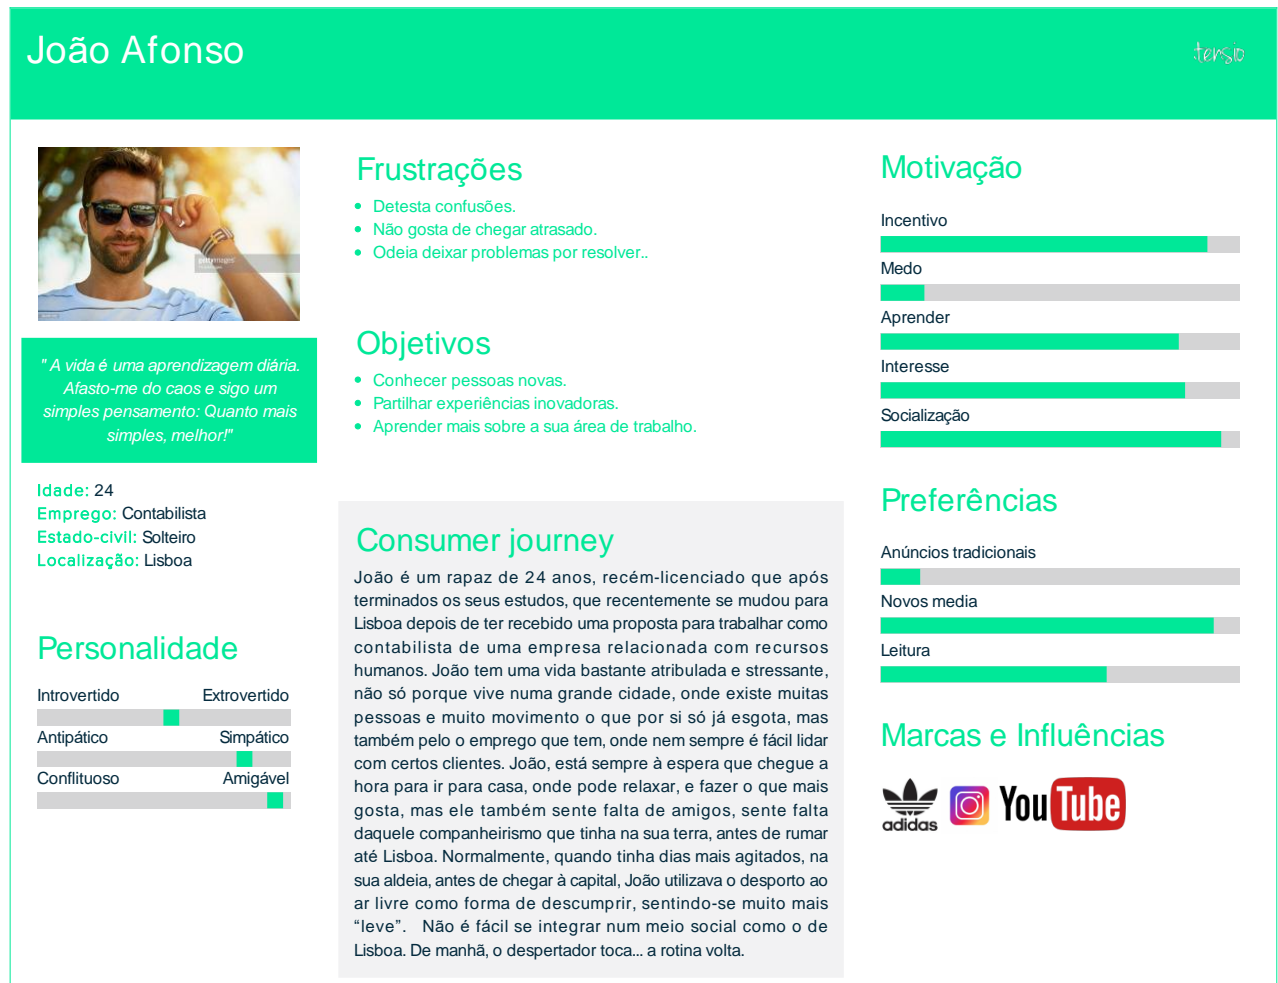 João Afonso
.tensio
gettyimages
" A vida é uma aprendizagem diária.
Afasto-me do caos e sigo um
simples pensamento: Quanto mais
simples, melhor!"
Idade: 24
Emprego: Contabilista
Estado-civil: Solteiro
Localização: Lisboa
Personalidade
Introvertido Extrovertido
Antipático Simpático
Conflituoso Amigável
Frustrações
• Detesta confusões.
• Não gosta de chegar atrasado.
• Odeia deixar problemas por resolver..
Objetivos
• Conhecer pessoas novas.
• Partilhar experiências inovadoras.
• Aprender mais sobre a sua área de trabalho.
Consumer journey
João é um rapaz de 24 anos, recém-licenciado que após
terminados os seus estudos, que recentemente se mudou para
Lisboa depois de ter recebido uma proposta para trabalhar como
contabilista de uma empresa relacionada com recursos
humanos. João tem uma vida bastante atribulada e stressante,
não só porque vive numa grande cidade, onde existe muitas
pessoas e muito movimento o que por si só já esgota, mas
também pelo o emprego que tem, onde nem sempre é fácil lidar
com certos clientes. João, está sempre à espera que chegue a
hora para ir para casa, onde pode relaxar, e fazer o que mais
gosta, mas ele também sente falta de amigos, sente falta
daquele companheirismo que tinha na sua terra, antes de rumar
até Lisboa. Normalmente, quando tinha dias mais agitados, na
sua aldeia, antes de chegar à capital, João utilizava o desporto ao
ar livre como forma de descumprir, sentindo-se muito mais
“leve”. Não é fácil se integrar num meio social como o de
Lisboa. De manhã, o despertador toca... a rotina volta.
Motivação
Incentivo
Medo
Aprender
Interesse
Socialização
Preferências
Anúncios tradicionais
Novos media
Leitura
Marcas e Influências
adidas
YouTube